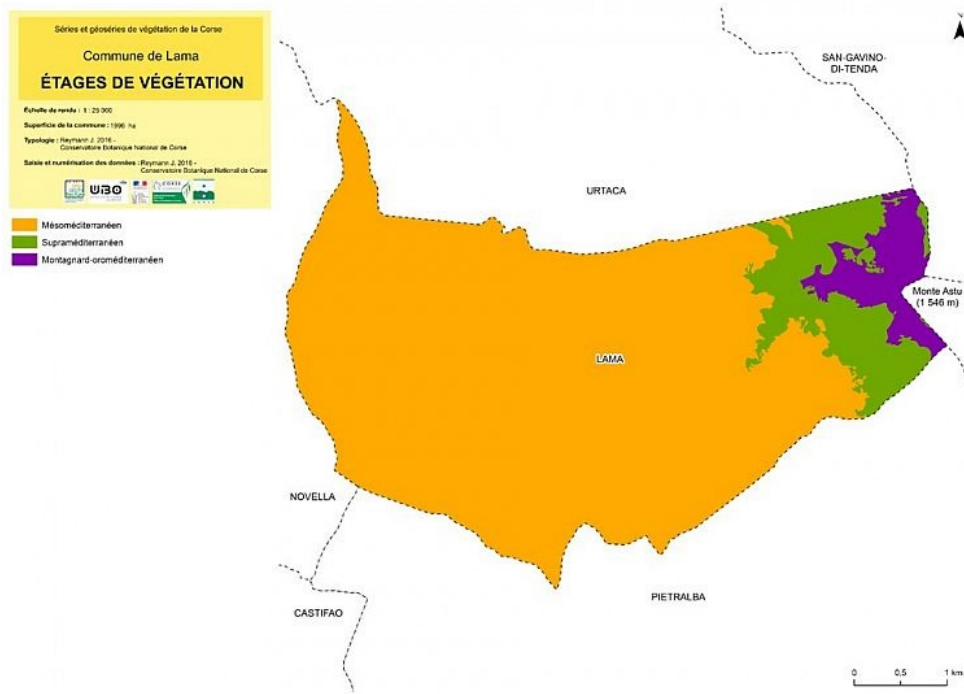 Séries et géoséries de végétation de la Corse
Commune de Lama
ÉTAGES DE VÉGÉTATION
Échelle de rendu : 1 : 25 000
Superficie de la commune : 1996 ha
Typologie : Reymann J. 2016 -
Conservatoire Botanique National de Corse
Saisie et numérisation des données : Reymann J. 2016 -
Conservatoire Botanique National de Corse
UBO
Mésoméditerranéen
Supraméditerranéen
Montagnard-oroméditerranéen
SAN-GAVINO-
DI-TENDA
URTACA
Monte Astu
(1 546 m)
LAMA
NOVELLA
CASTIFAO
PIETRALBA
0 0,5 1 km